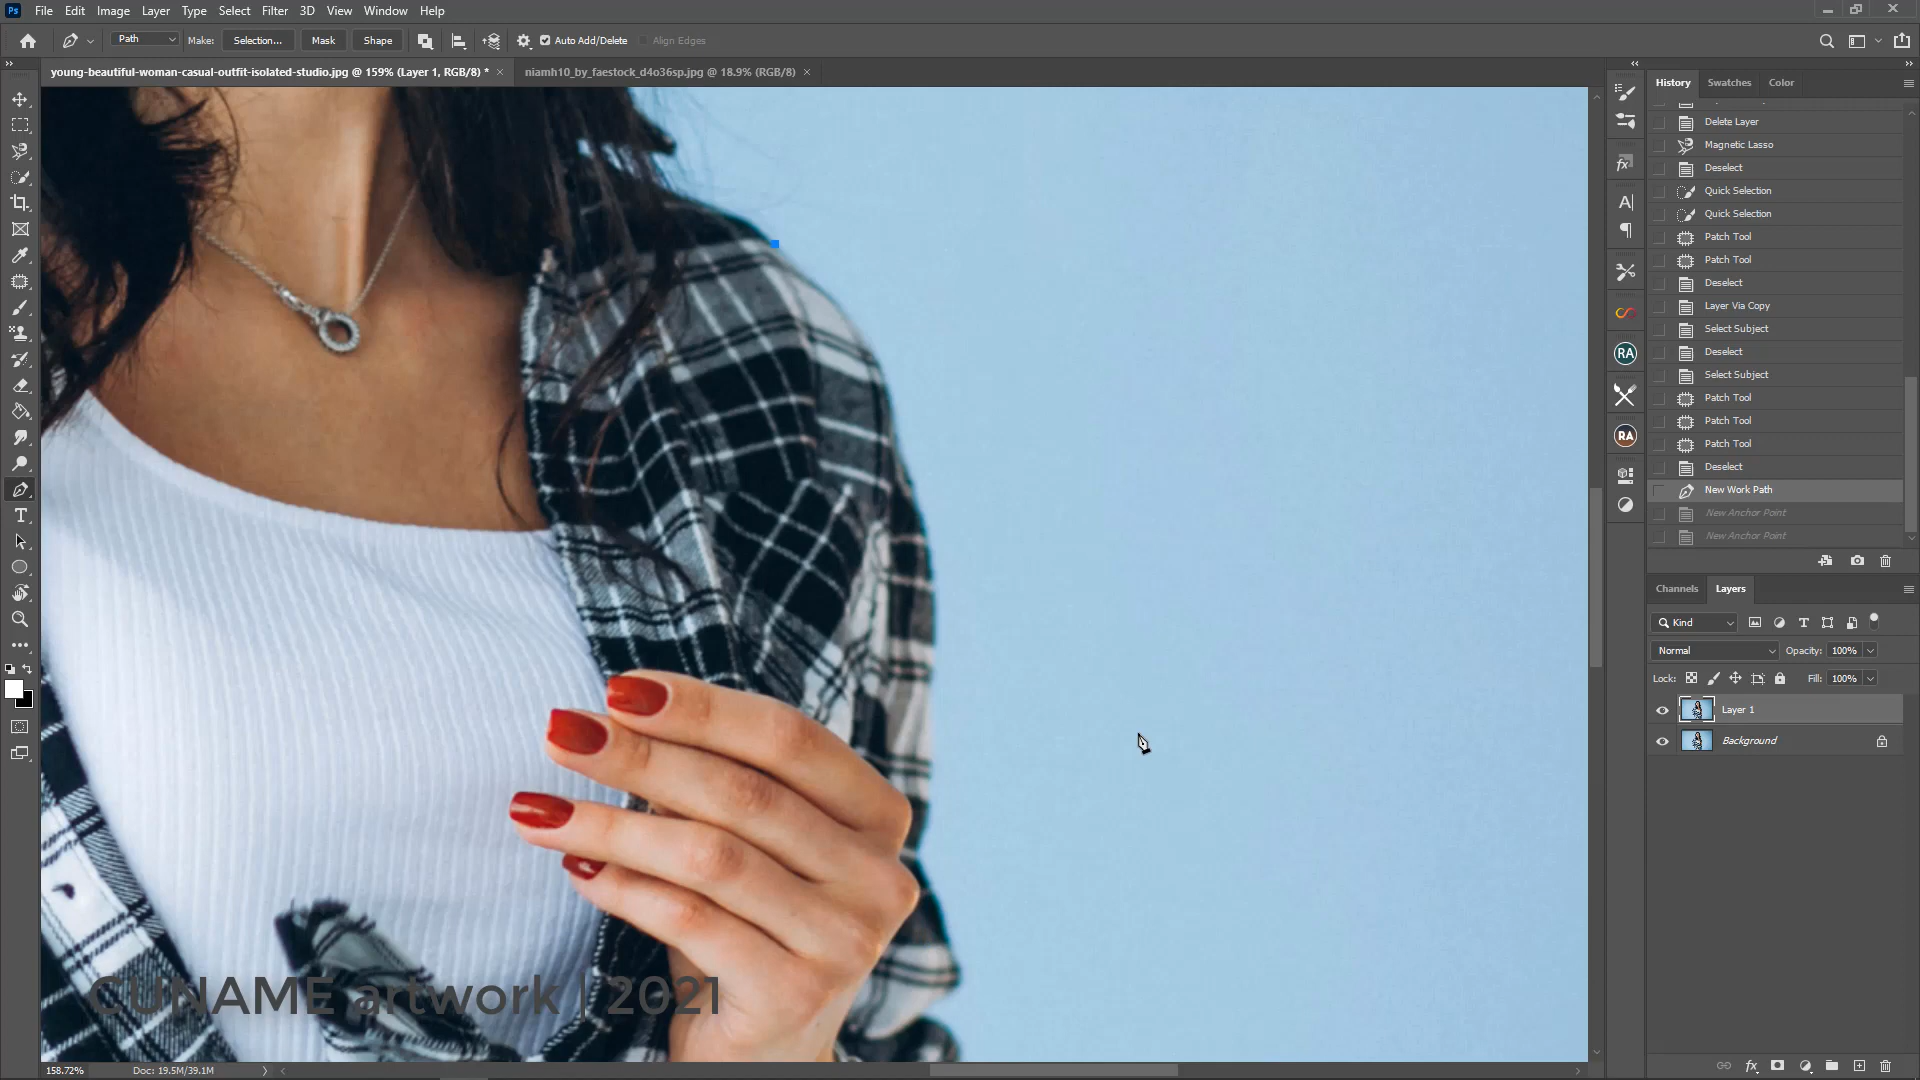 Ps File Edit Image Layer Type Select Filter 3D View Window Help
Path Make: Selection... Mask Shape Auto Add/Delete Align Edges
young-beautiful-woman-casual-outfit-isolated-studio.jpg @ 159% (Layer 1, RGB/8) * × niamh10_by_faestock_d4o36sp.jpg @ 18.9% (RGB/8) ×
History Swatches Color
Delete Layer
Magnetic Lasso
Deselect
Quick Selection
Quick Selection
Patch Tool
Patch Tool
Deselect
Layer Via Copy
Select Subject
Deselect
Select Subject
Patch Tool
Patch Tool
Patch Tool
Deselect
New Work Path
New Anchor Point
New Anchor Point
fx
A
RA
RA
T
Channels Layers
Kind
Normal Opacity: 100%
Lock: Fill: 100%
Layer 1
Background
fx
CUNAME artwork | 2021
158.72% Doc: 19.5M/39.1M